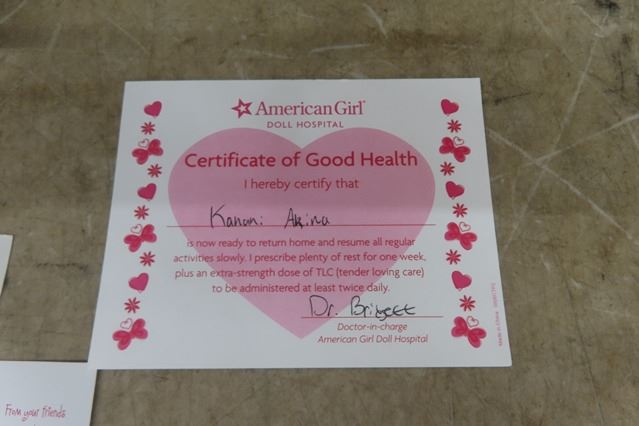 American Girl®
DOLL HOSPITAL
Certificate of Good Health
I hereby certify that
Kanani Akina
is now ready to return home and resume all regular
activities slowly. I prescribe plenty of rest for one week,
plus an extra-strength dose of TLC (tender loving care)
to be administered at least twice daily.
Dr. Bridgett
Doctor-in-charge
American Girl Doll Hospital
Made in China
From your friends